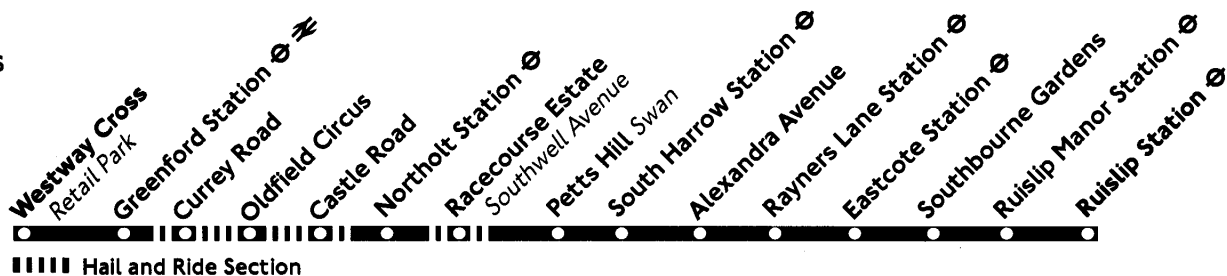 s
Westway Cross
Retail Park
Greenford Station
Currey Road
Oldfield Circus
Castle Road
Northolt Station
Racecourse Estate
Southwell Avenue
Petts Hill Swan
South Harrow Station
Alexandra Avenue
Rayners Lane Station
Eastcote Station
Southbourne Gardens
Ruislip Manor Station
Ruislip Station
Hail and Ride Section